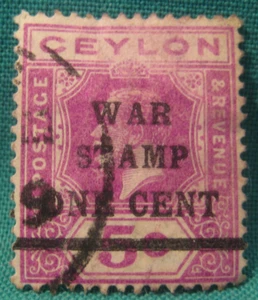 CEYLON
POSTAGE
& REVENUE
WAR
STAMP
ONE CENT
5c